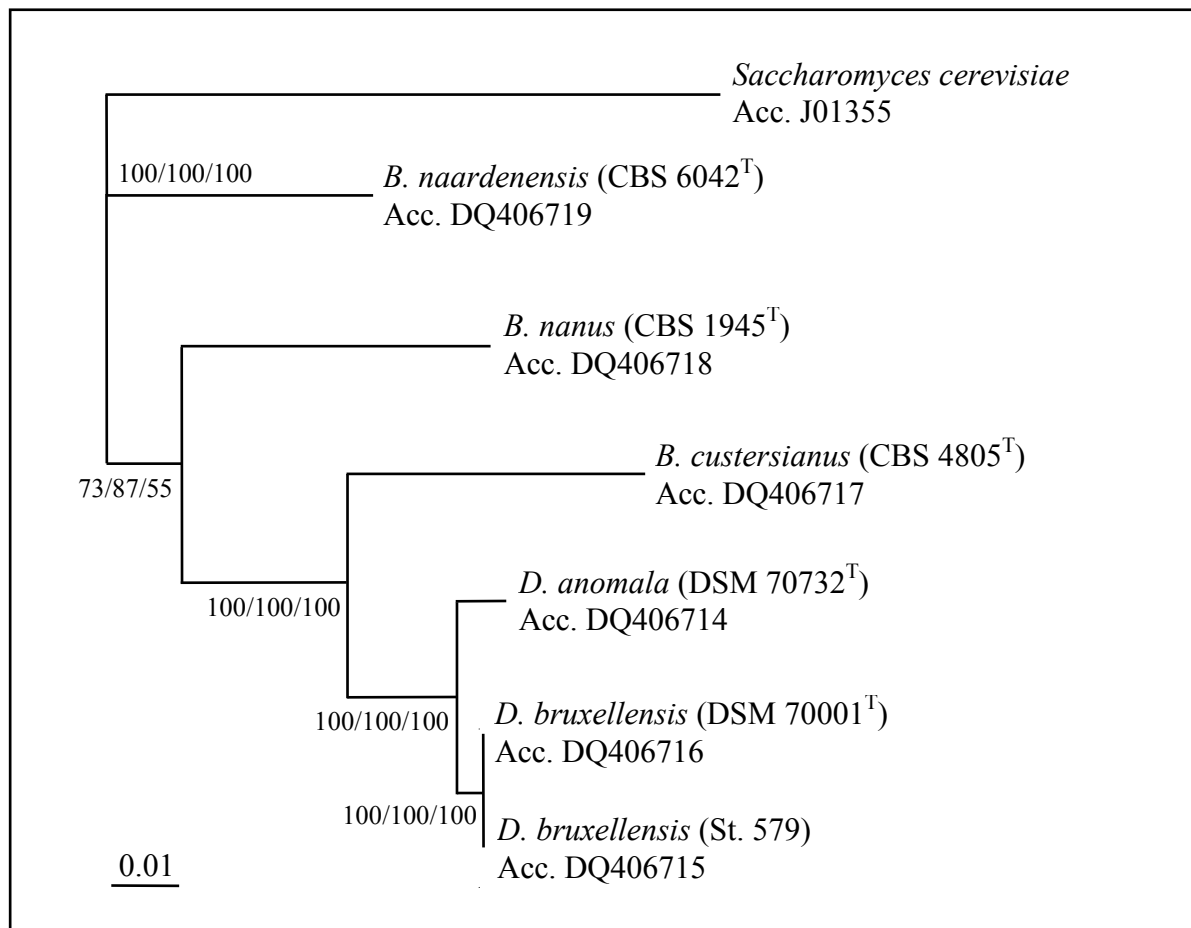 Saccharomyces cerevisiae
Acc. J01355
100/100/100
B. naardenensis (CBS 6042ᵀ)
Acc. DQ406719
B. nanus (CBS 1945ᵀ)
Acc. DQ406718
73/87/55
B. custersianus (CBS 4805ᵀ)
Acc. DQ406717
100/100/100
D. anomala (DSM 70732ᵀ)
Acc. DQ406714
100/100/100
D. bruxellensis (DSM 70001ᵀ)
Acc. DQ406716
100/100/100
D. bruxellensis (St. 579)
Acc. DQ406715
0.01